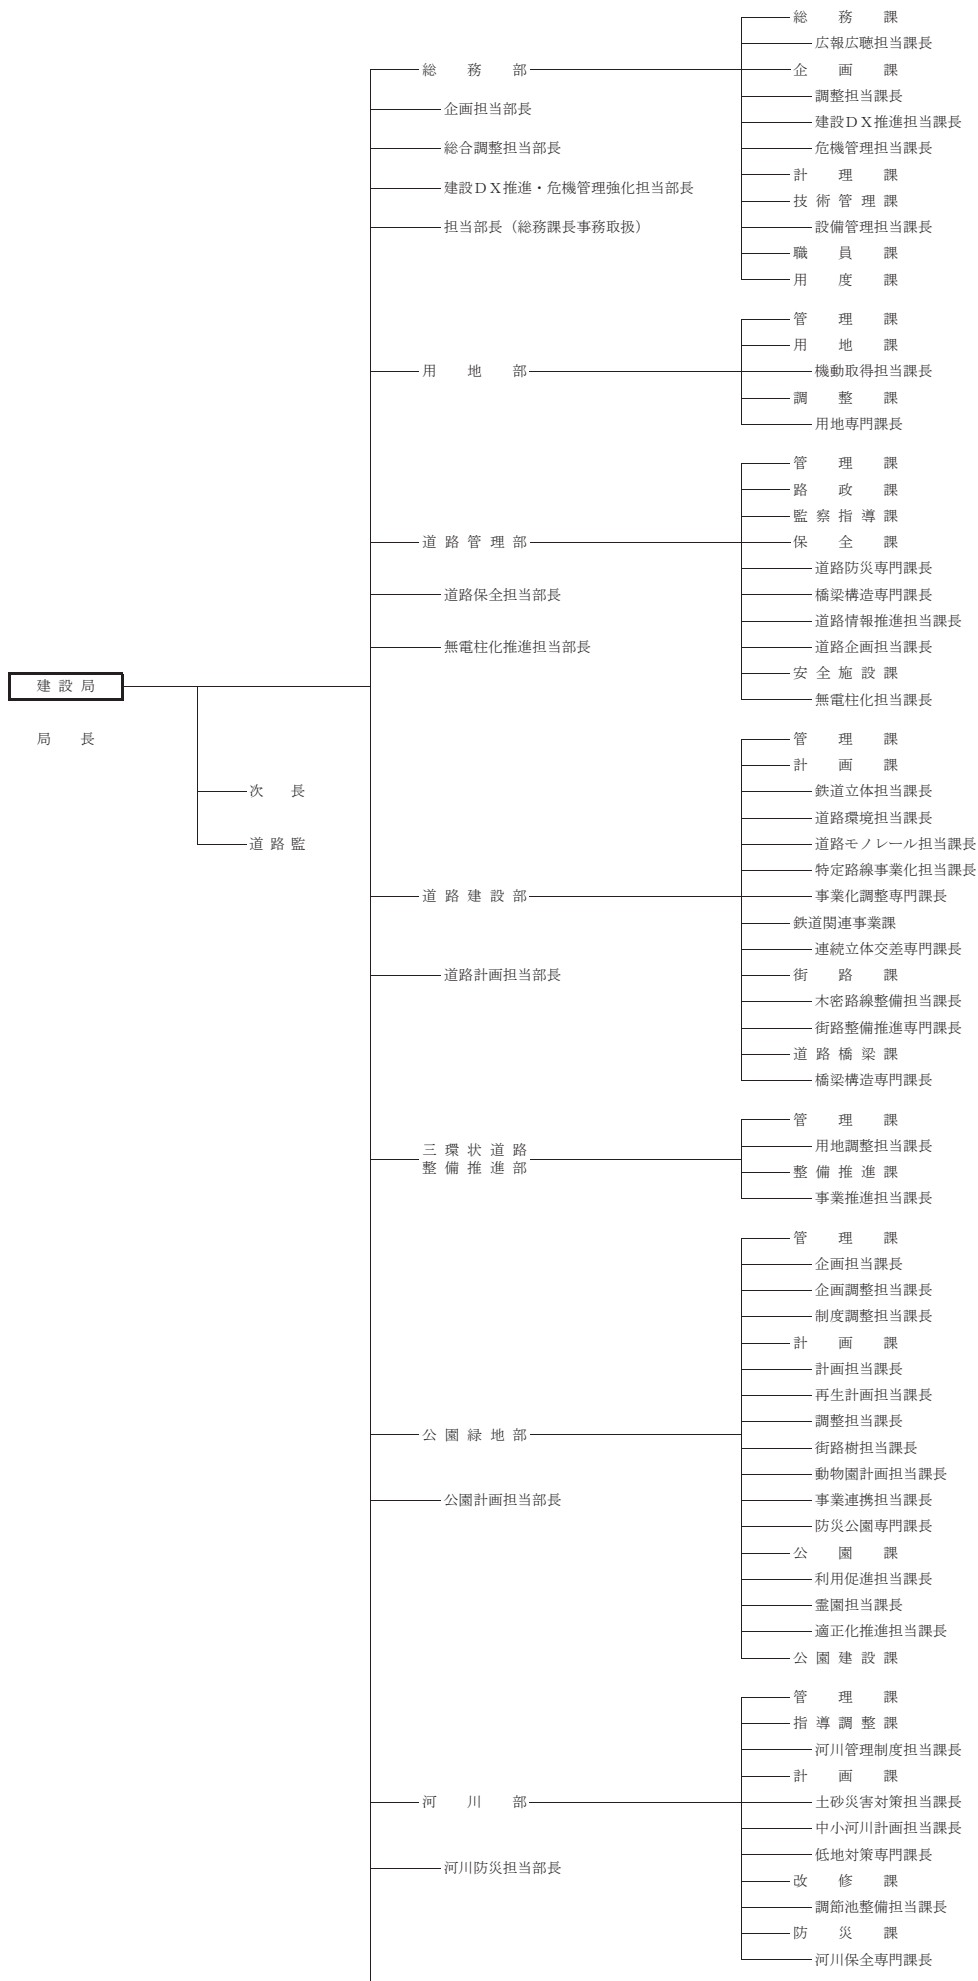 建設局
局長
次長
道路監
総務部
企画担当部長
総合調整担当部長
建設DX推進・危機管理強化担当部長
担当部長（総務課長事務取扱）
総務課
広報広聴担当課長
企画課
調整担当課長
建設DX推進担当課長
危機管理担当課長
計理課
技術管理課
設備管理担当課長
職員課
用度課
用地部
管理課
用地課
機動取得担当課長
調整課
用地専門課長
道路管理部
道路保全担当部長
無電柱化推進担当部長
管理課
路政課
監察指導課
保全課
道路防災専門課長
橋梁構造専門課長
道路情報推進担当課長
道路企画担当課長
安全施設課
無電柱化担当課長
道路建設部
道路計画担当部長
管理課
計画課
鉄道立体担当課長
道路環境担当課長
道路モノレール担当課長
特定路線事業化担当課長
事業化調整専門課長
鉄道関連事業課
連続立体交差専門課長
街路課
木密路線整備担当課長
街路整備推進専門課長
道路橋梁課
橋梁構造専門課長
三環状道路
整備推進部
管理課
用地調整担当課長
整備推進課
事業推進担当課長
公園緑地部
公園計画担当部長
管理課
企画担当課長
企画調整担当課長
制度調整担当課長
計画課
計画担当課長
再生計画担当課長
調整担当課長
街路樹担当課長
動物園計画担当課長
事業連携担当課長
防災公園専門課長
公園課
利用促進担当課長
霊園担当課長
適正化推進担当課長
公園建設課
河川部
河川防災担当部長
管理課
指導調整課
河川管理制度担当課長
計画課
土砂災害対策担当課長
中小河川計画担当課長
低地対策専門課長
改修課
調節池整備担当課長
防災課
河川保全専門課長